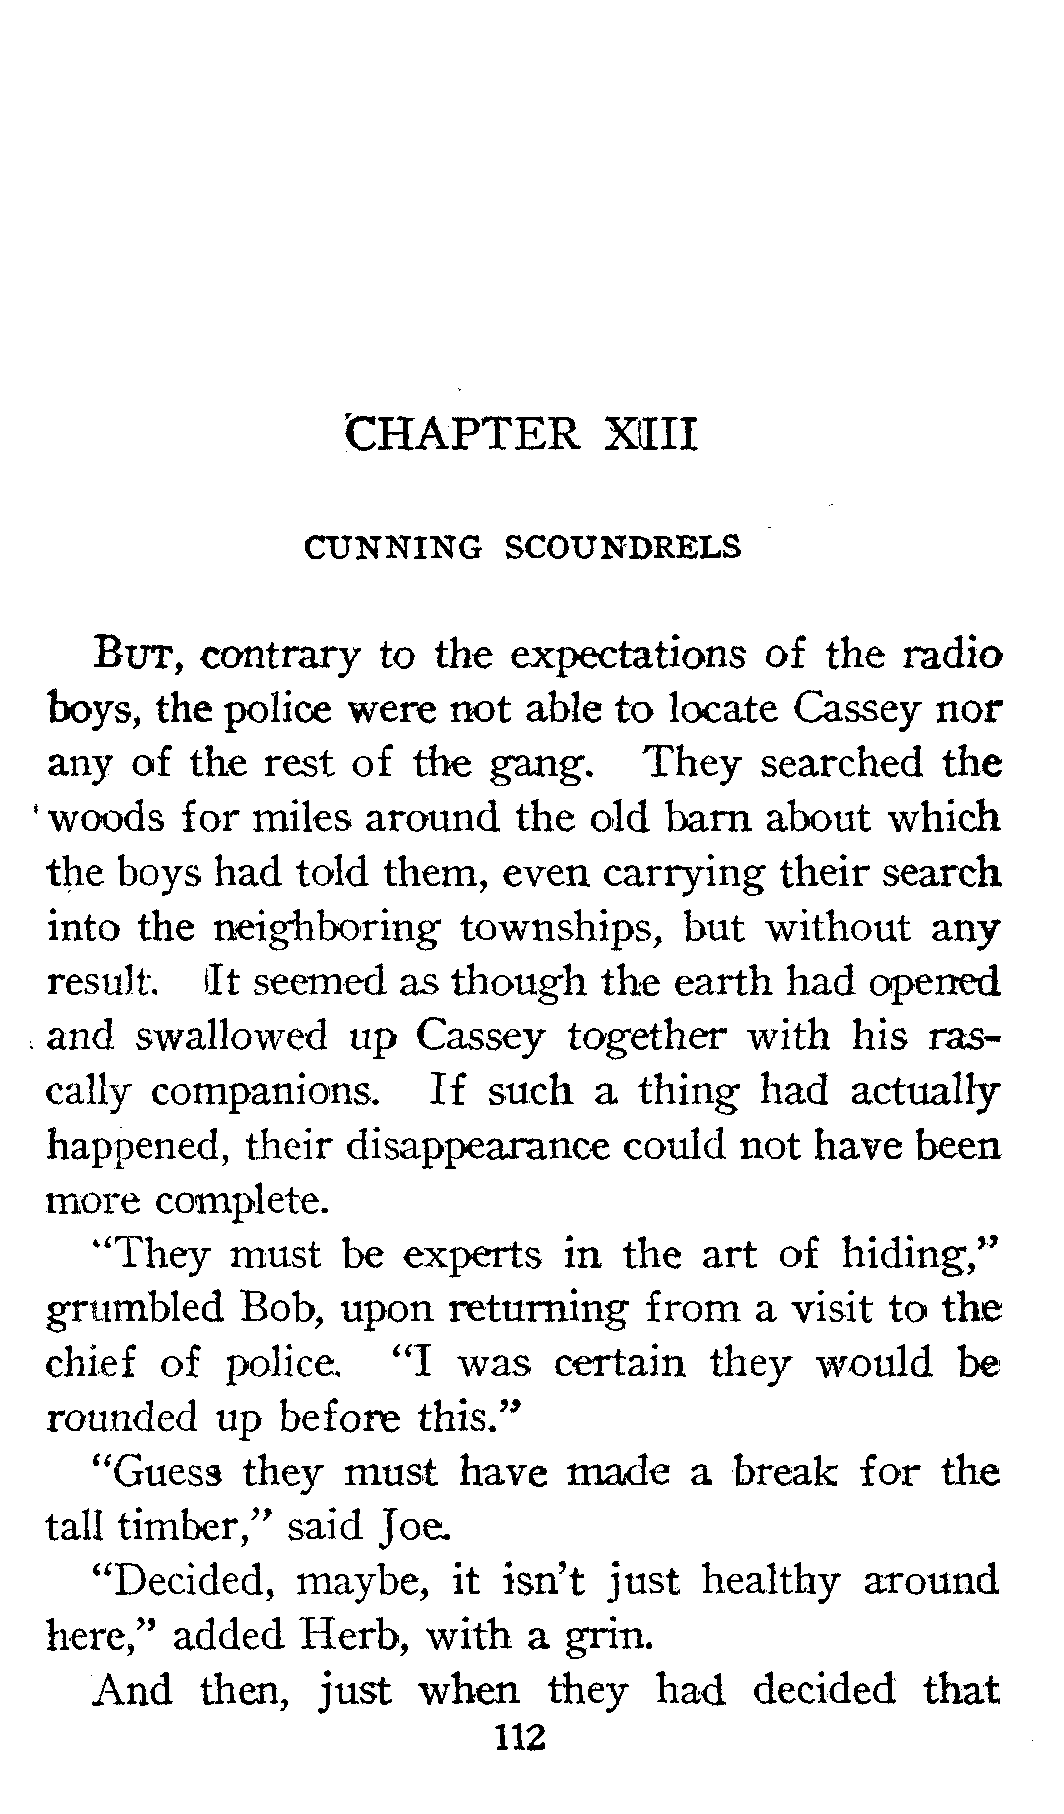 CHAPTER XIII
CUNNING SCOUNDRELS
But, contrary to the expectations of the radio
boys, the police were not able to locate Cassey nor
any of the rest of the gang. They searched the
woods for miles around the old barn about which
the boys had told them, even carrying their search
into the neighboring townships, but without any
result. It seemed as though the earth had opened
and swallowed up Cassey together with his ras-
cally companions. If such a thing had actually
happened, their disappearance could not have been
more complete.
"They must be experts in the art of hiding,"
grumbled Bob, upon returning from a visit to the
chief of police. "I was certain they would be
rounded up before this."
"Guess they must have made a break for the
tall timber," said Joe.
"Decided, maybe, it isn't just healthy around
here," added Herb, with a grin.
And then, just when they had decided that
112